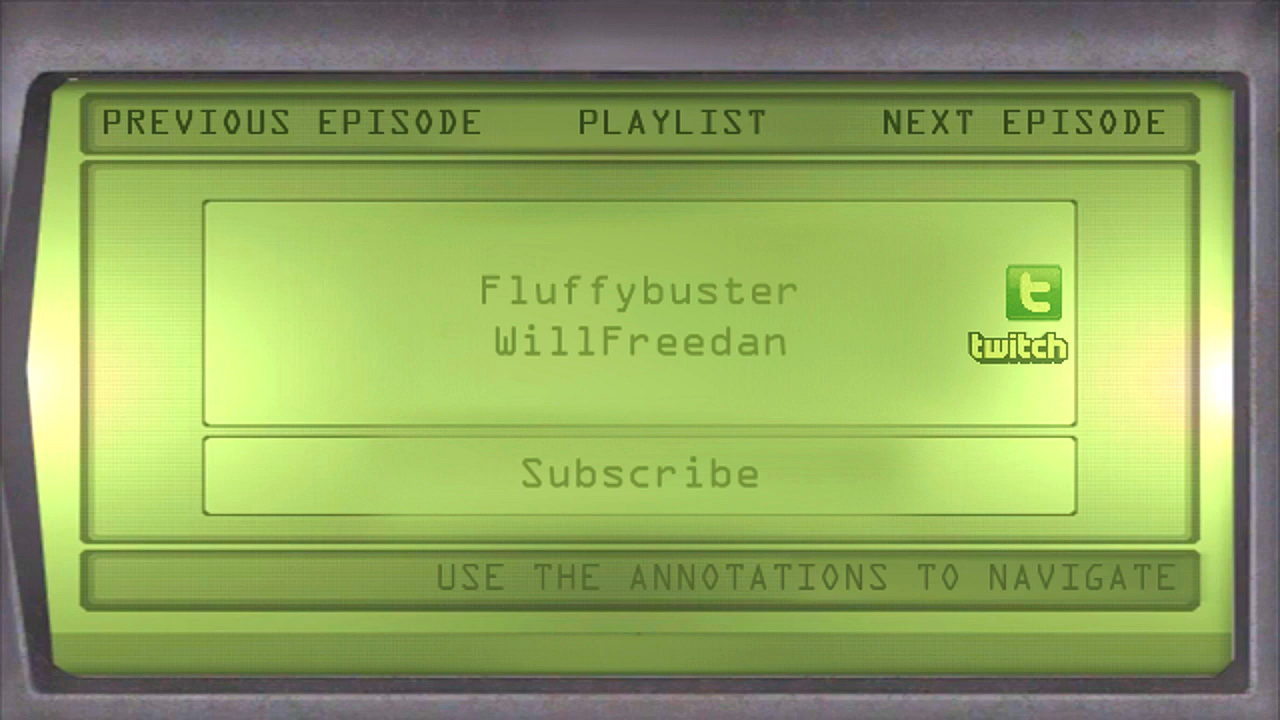 PREVIOUS EPISODE PLAYLIST NEXT EPISODE
Fluffybuster
t
WillFreedan
twitch
Subscribe
USE THE ANNOTATIONS TO NAVIGATE